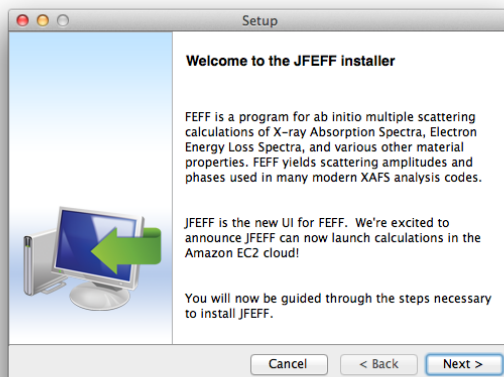 Setup
Welcome to the JFEFF installer
FEFF is a program for ab initio multiple scattering
calculations of X-ray Absorption Spectra, Electron
Energy Loss Spectra, and various other material
properties. FEFF yields scattering amplitudes and
phases used in many modern XAFS analysis codes.
JFEFF is the new UI for FEFF. We're excited to
announce JFEFF can now launch calculations in the
Amazon EC2 cloud!
You will now be guided through the steps necessary
to install JFEFF.
Cancel < Back Next >